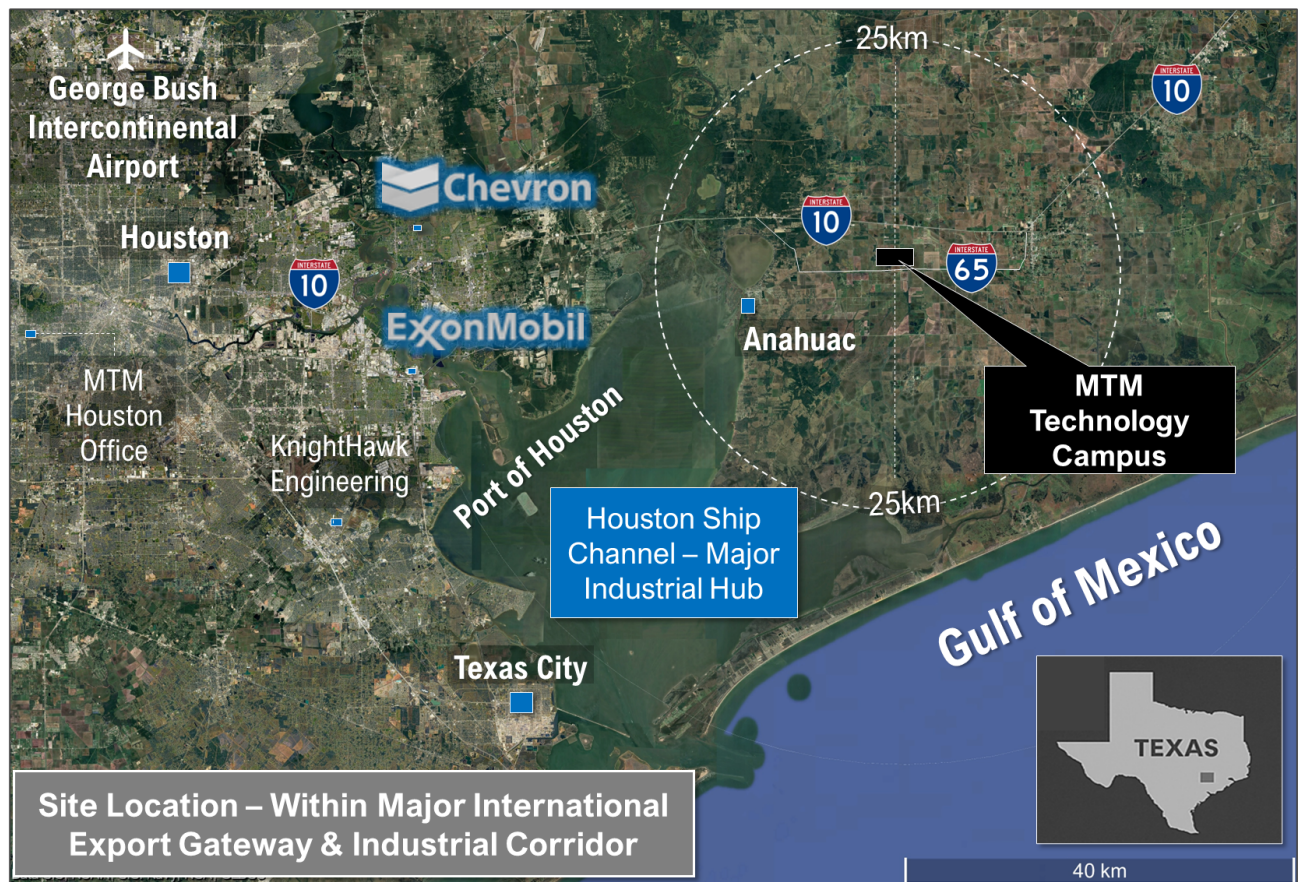 25km
INTERSTATE
10
George Bush
Intercontinental
Airport
Chevron
INTERSTATE
10
Houston
INTERSTATE
10
INTERSTATE
65
ExxonMobil
Anahuac
MTM
Houston
Office
MTM
Technology
Campus
KnightHawk
Engineering
Port of Houston
25km
Houston Ship
Channel – Major
Industrial Hub
Gulf of Mexico
Texas City
TEXAS
Site Location – Within Major International
Export Gateway & Industrial Corridor
40 km